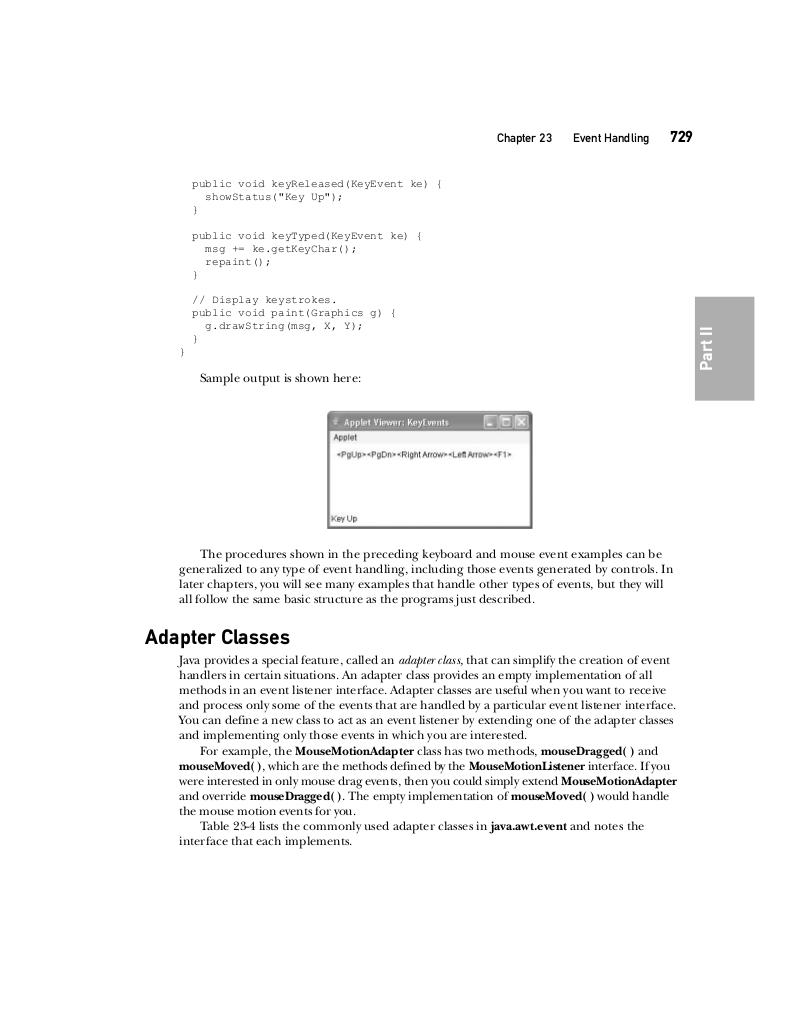 Chapter 23 Event Handling 729
public void keyReleased(KeyEvent ke) {
showStatus("Key Up");
}
public void keyTyped(KeyEvent ke) {
msg += ke.getKeyChar();
repaint();
}
// Display keystrokes.
public void paint(Graphics g) {
g.drawString(msg, X, Y);
}
}
Part II
Sample output is shown here:
Applet Viewer: KeyEvents
Applet
<PgUp><PgDn><Right Arrow><Left Arrow><F1>
Key Up
The procedures shown in the preceding keyboard and mouse event examples can be
generalized to any type of event handling, including those events generated by controls. In
later chapters, you will see many examples that handle other types of events, but they will
all follow the same basic structure as the programs just described.
Adapter Classes
Java provides a special feature, called an adapter class, that can simplify the creation of event
handlers in certain situations. An adapter class provides an empty implementation of all
methods in an event listener interface. Adapter classes are useful when you want to receive
and process only some of the events that are handled by a particular event listener interface.
You can define a new class to act as an event listener by extending one of the adapter classes
and implementing only those events in which you are interested.
For example, the MouseMotionAdapter class has two methods, mouseDragged( ) and
mouseMoved( ), which are the methods defined by the MouseMotionListener interface. If you
were interested in only mouse drag events, then you could simply extend MouseMotionAdapter
and override mouseDragged( ). The empty implementation of mouseMoved( ) would handle
the mouse motion events for you.
Table 23-4 lists the commonly used adapter classes in java.awt.event and notes the
interface that each implements.